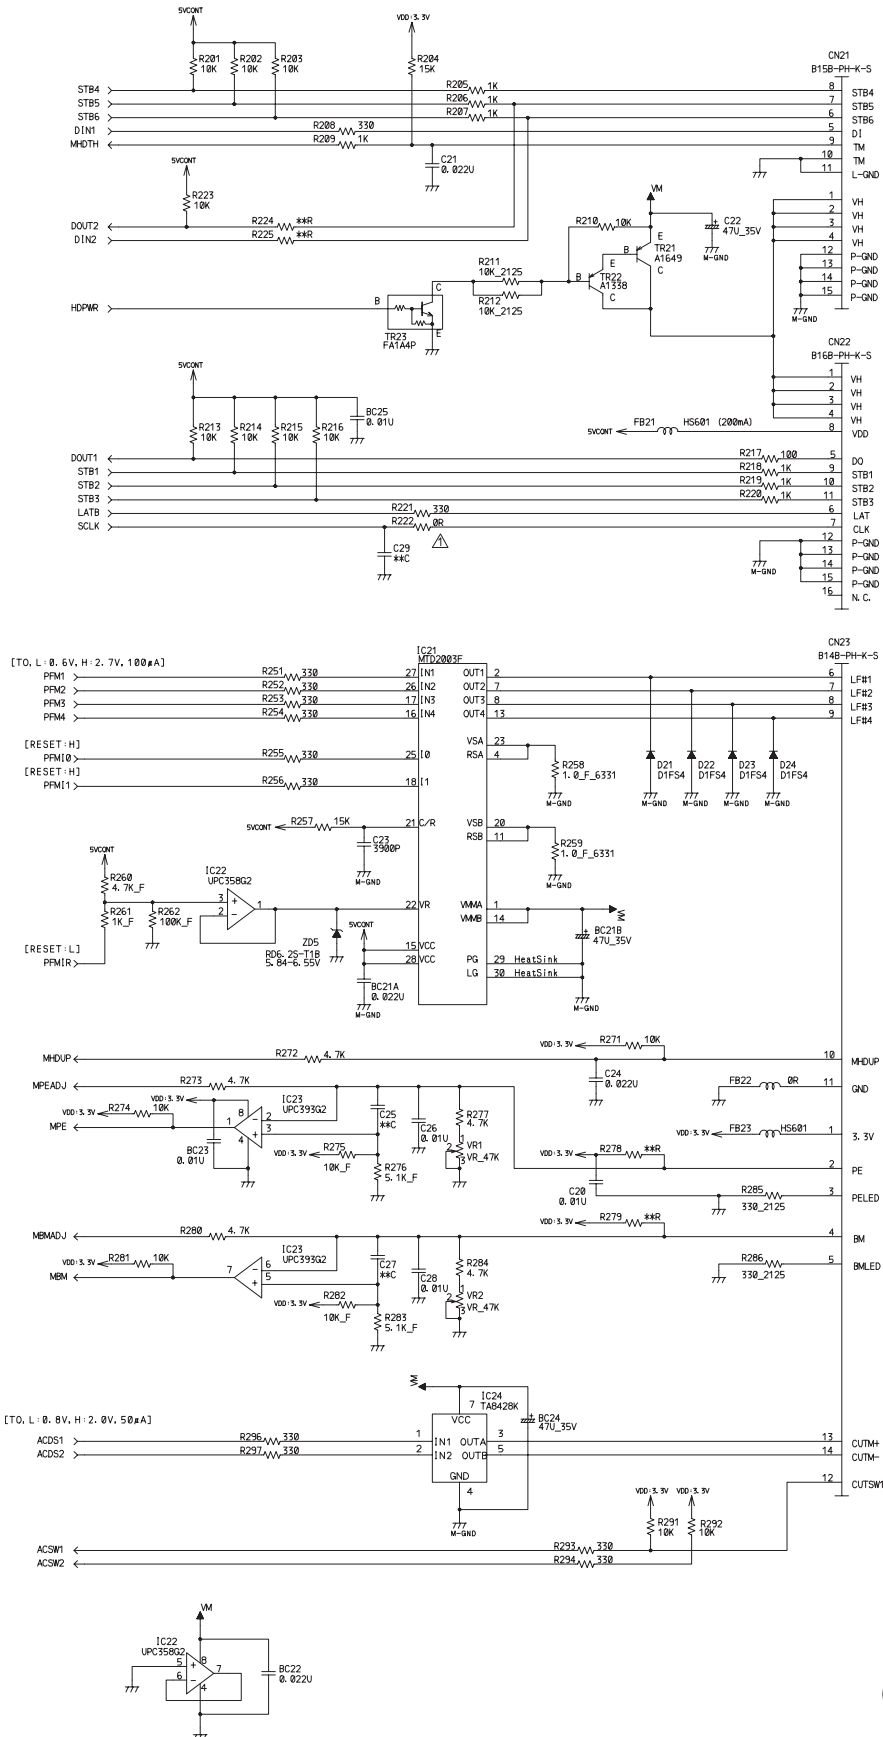 5VCONT
VDD:3.3V
R201
10K
R202
10K
R203
10K
R204
15K
CN21
B15B-PH-K-S
STB4
R205
1K
8
STB4
STB5
R206
1K
7
STB5
STB6
R207
1K
6
STB6
DIN1
R208
330
5
DI
MHDTH
R209
1K
9
TM
10
TM
11
L-GND
C21
0.022U
5VCONT
R223
10K
VM
1
VH
2
VH
3
VH
4
VH
DOUT2
R224
**R
DIN2
R225
**R
R210
10K
C22
47U_35V
M-GND
E
B
TR21
A1649
C
12
P-GND
13
P-GND
14
P-GND
15
P-GND
M-GND
R211
10K_2125
R212
10K_2125
E
B
TR22
A1338
C
HDPWR
B
C
E
TR23
FA1A4P
CN22
B16B-PH-K-S
5VCONT
1
VH
2
VH
3
VH
4
VH
R213
10K
R214
10K
R215
10K
R216
10K
BC25
0.01U
5VCONT
FB21
HS601 (200mA)
8
VDD
DOUT1
R217
100
5
DO
STB1
R218
1K
9
STB1
STB2
R219
1K
10
STB2
STB3
R220
1K
11
STB3
LATB
R221
330
6
LAT
SCLK
R222
0R
7
CLK
1
C29
**C
M-GND
12
P-GND
13
P-GND
14
P-GND
15
P-GND
16
N.C.
CN23
B14B-PH-K-S
IC21
MTD2003F
[TO, L:0.6V, H:2.7V, 100μA]
PFM1
R251
330
27
IN1
OUT1
2
6
LF#1
PFM2
R252
330
26
IN2
OUT2
7
7
LF#2
PFM3
R253
330
17
IN3
OUT3
8
8
LF#3
PFM4
R254
330
16
IN4
OUT4
13
9
LF#4
[RESET:H]
PFMI0
R255
330
25
I0
VSA
23
RSA
4
R258
1.0_F_6331
M-GND
D21
D1FS4
D22
D1FS4
D23
D1FS4
D24
D1FS4
M-GND
M-GND
M-GND
M-GND
[RESET:H]
PFMI1
R256
330
18
I1
5VCONT
R257
15K
21
C/R
C23
3900P
M-GND
VSB
20
RSB
11
R259
1.0_F_6331
M-GND
5VCONT
R260
4.7K_F
R261
1K_F
R262
100K_F
IC22
UPC358G2
3
+
2
-
1
22
VR
ZD5
RD6.2S-T1B
5.84-6.55V
VMMA
1
VMMB
14
VM
BC21B
47U_35V
[RESET:L]
PFMIR
5VCONT
15
VCC
28
VCC
PG
29
HeatSink
LG
30
HeatSink
BC21A
0.022U
M-GND
M-GND
VDD:3.3V
R271
10K
MHDUP
R272
4.7K
10
MHDUP
C24
0.022U
FB22
0R
11
GND
MPEADJ
R273
4.7K
VDD:3.3V
VDD:3.3V
R274
10K
IC23
UPC393G2
8
2
-
3
+
1
4
MPE
BC23
0.01U
C25
**C
C26
0.01U
R277
4.7K
VR1
VR_47K
1
2
3
VDD:3.3V
R275
10K_F
R276
5.1K_F
VDD:3.3V
FB23
HS601
1
3.3V
VDD:3.3V
R278
**R
2
PE
C20
0.01U
R285
330_2125
3
PELED
VDD:3.3V
R279
**R
MBMADJ
R280
4.7K
4
BM
VDD:3.3V
R281
10K
IC23
UPC393G2
6
-
5
+
7
MBM
C27
**C
C28
0.01U
R284
4.7K
VR2
VR_47K
1
2
3
R286
330_2125
5
BMLED
VDD:3.3V
R282
10K_F
R283
5.1K_F
VM
IC24
TA8428K
7
VCC
BC24
47U_35V
[TO, L:0.8V, H:2.0V, 50μA]
ACDS1
R296
330
1
IN1
OUTA
3
13
CUTM+
ACDS2
R297
330
2
IN2
OUTB
5
14
CUTM-
GND
4
M-GND
12
CUTSW1
VDD:3.3V
VDD:3.3V
R291
10K
R292
10K
ACSW1
R293
330
ACSW2
R294
330
VM
IC22
UPC358G2
5
+
6
-
8
7
4
BC22
0.022U